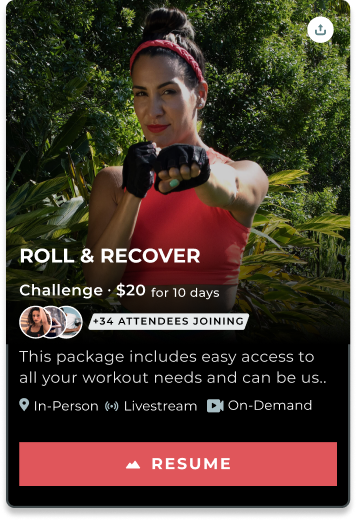 ROLL & RECOVER
Challenge · $20 for 10 days
+34 ATTENDEES JOINING
This package includes easy access to
all your workout needs and can be us..
In-Person Livestream On-Demand
RESUME